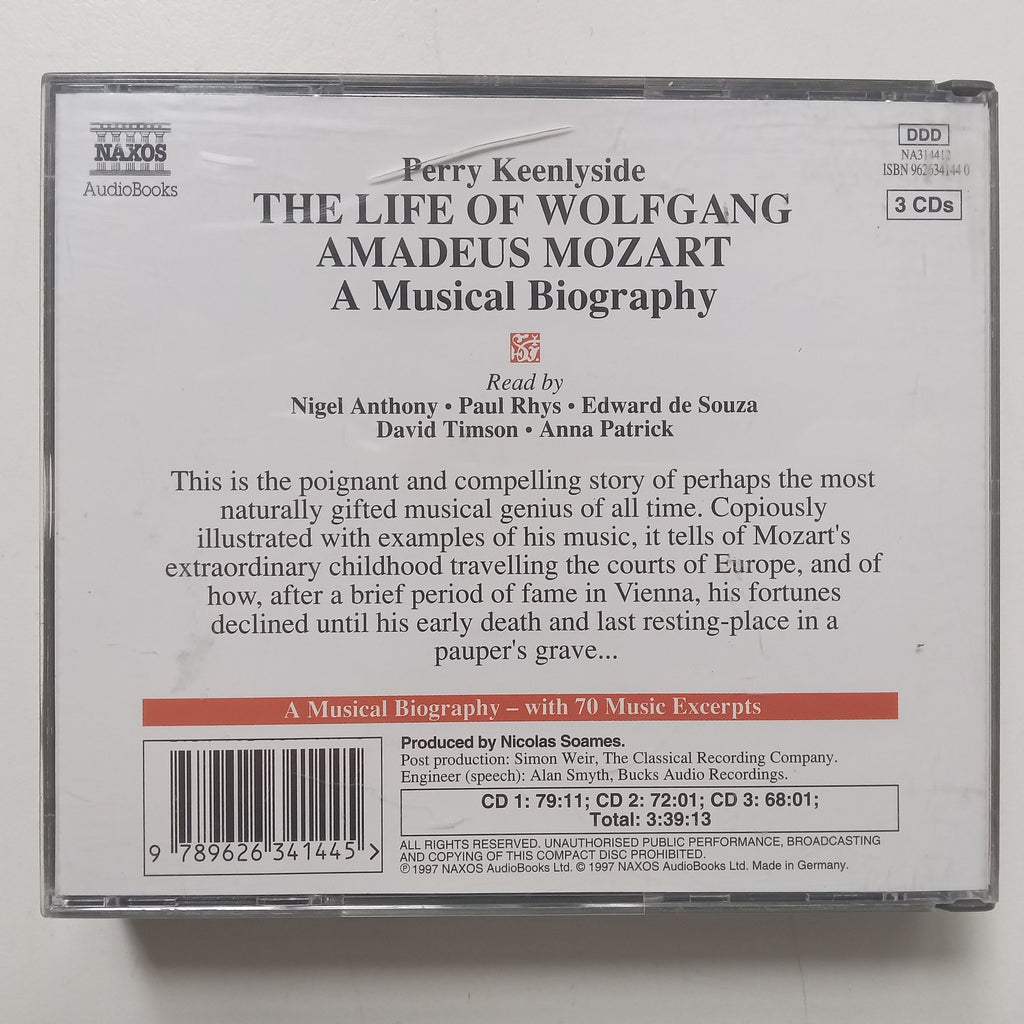 NAXOS
AudioBooks
DDD
NA314412
ISBN 962634144 0
3 CDs
Perry Keenlyside
THE LIFE OF WOLFGANG
AMADEUS MOZART
A Musical Biography
Read by
Nigel Anthony • Paul Rhys • Edward de Souza
David Timson • Anna Patrick
This is the poignant and compelling story of perhaps the most
naturally gifted musical genius of all time. Copiously
illustrated with examples of his music, it tells of Mozart's
extraordinary childhood travelling the courts of Europe, and of
how, after a brief period of fame in Vienna, his fortunes
declined until his early death and last resting-place in a
pauper's grave...
A Musical Biography – with 70 Music Excerpts
Produced by Nicolas Soames.
Post production: Simon Weir, The Classical Recording Company.
Engineer (speech): Alan Smyth, Bucks Audio Recordings.
CD 1: 79:11; CD 2: 72:01; CD 3: 68:01;
Total: 3:39:13
ALL RIGHTS RESERVED. UNAUTHORISED PUBLIC PERFORMANCE, BROADCASTING
AND COPYING OF THIS COMPACT DISC PROHIBITED.
℗ 1997 NAXOS AudioBooks Ltd. © 1997 NAXOS AudioBooks Ltd. Made in Germany.
9 789626 341445 >